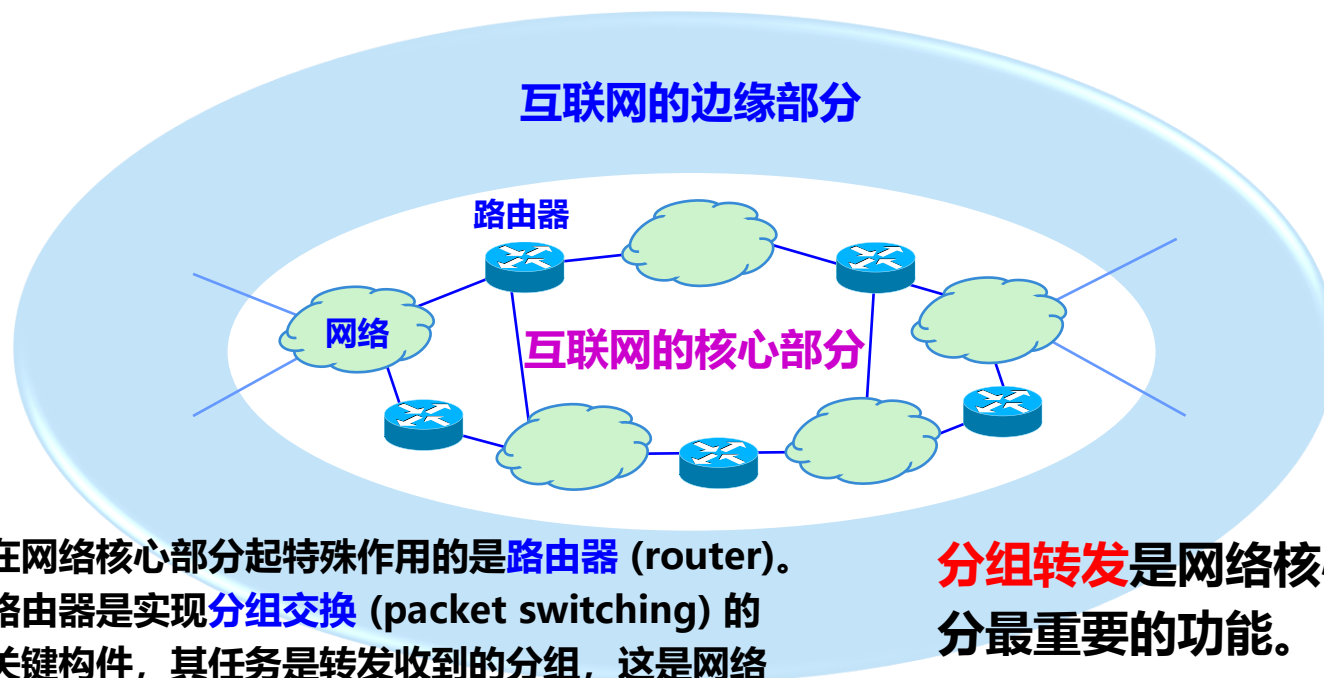 互联网的边缘部分
路由器
网络
互联网的核心部分
在网络核心部分起特殊作用的是路由器 (router)。
路由器是实现分组交换 (packet switching) 的
关键构件，其任务是转发收到的分组，这是网络
分组转发是网络核心
分最重要的功能。